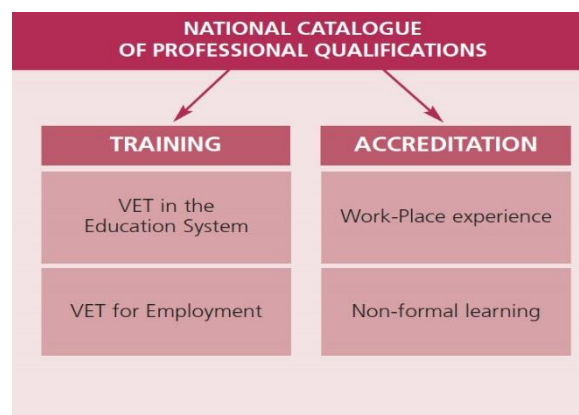 NATIONAL CATALOGUE
OF PROFESSIONAL QUALIFICATIONS
TRAINING
VET in the
Education System
VET for Employment
ACCREDITATION
Work-Place experience
Non-formal learning